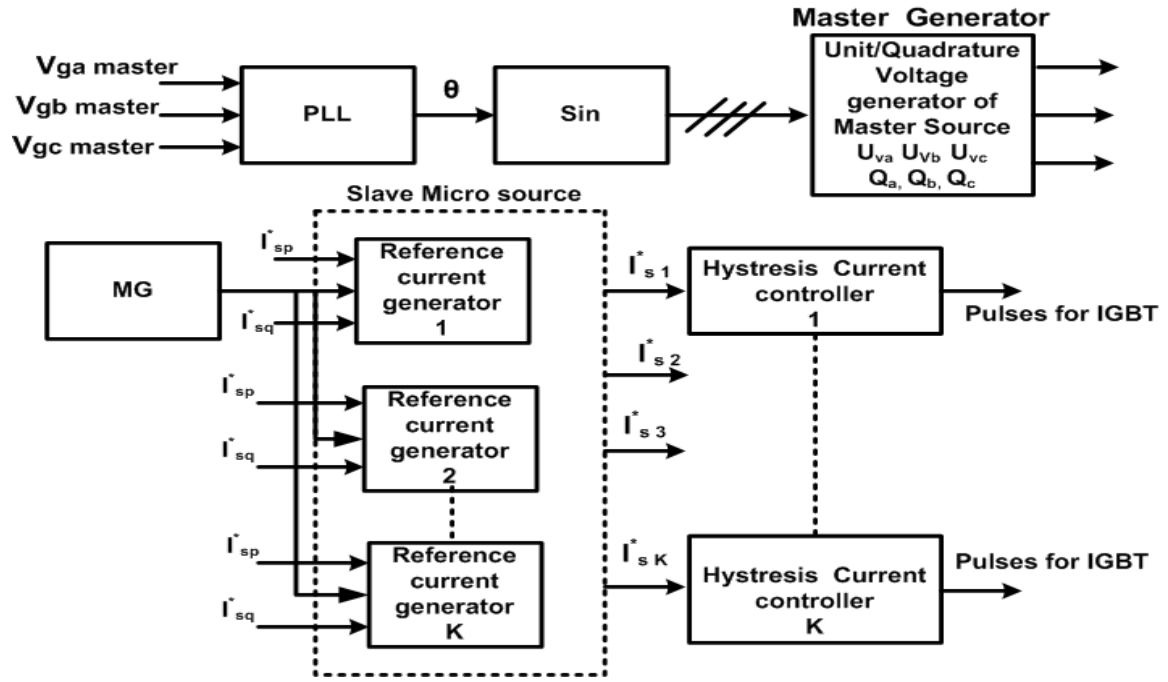 Master Generator
Vga master
Vgb master
Vgc master
PLL
θ
Sin
Unit/Quadrature
Voltage
generator of
Master Source
Uva UVb Uvc
Qa, Qb, Qc
Slave Micro source
MG
I*sp
I*sq
Reference
current
generator
1
I*s 1
Hystresis Current
controller
1
Pulses for IGBT
I*s 2
I*sp
I*sq
Reference
current
generator
2
I*s 3
I*sp
I*sq
Reference
current
generator
K
I*s K
Hystresis Current
controller
K
Pulses for IGBT